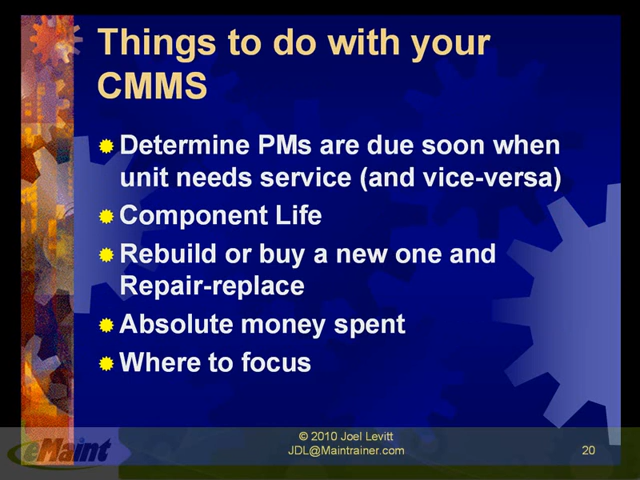 Things to do with your
CMMS
Determine PMs are due soon when
unit needs service (and vice-versa)
Component Life
Rebuild or buy a new one and
Repair-replace
Absolute money spent
Where to focus
© 2010 Joel Levitt
JDL@Maintrainer.com
20
eMaint